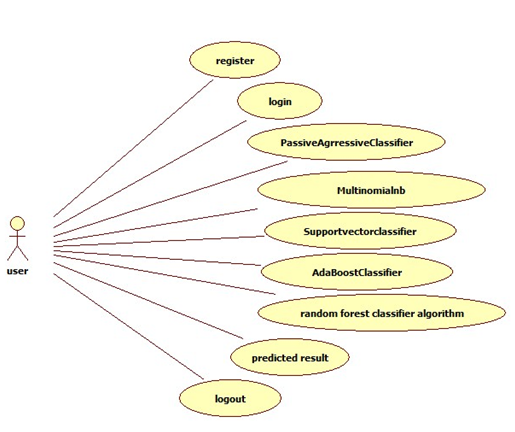 register
login
PassiveAgrressiveClassifier
Multinomialnb
Supportvectorclassifier
user
AdaBoostClassifier
random forest classifier algorithm
predicted result
logout